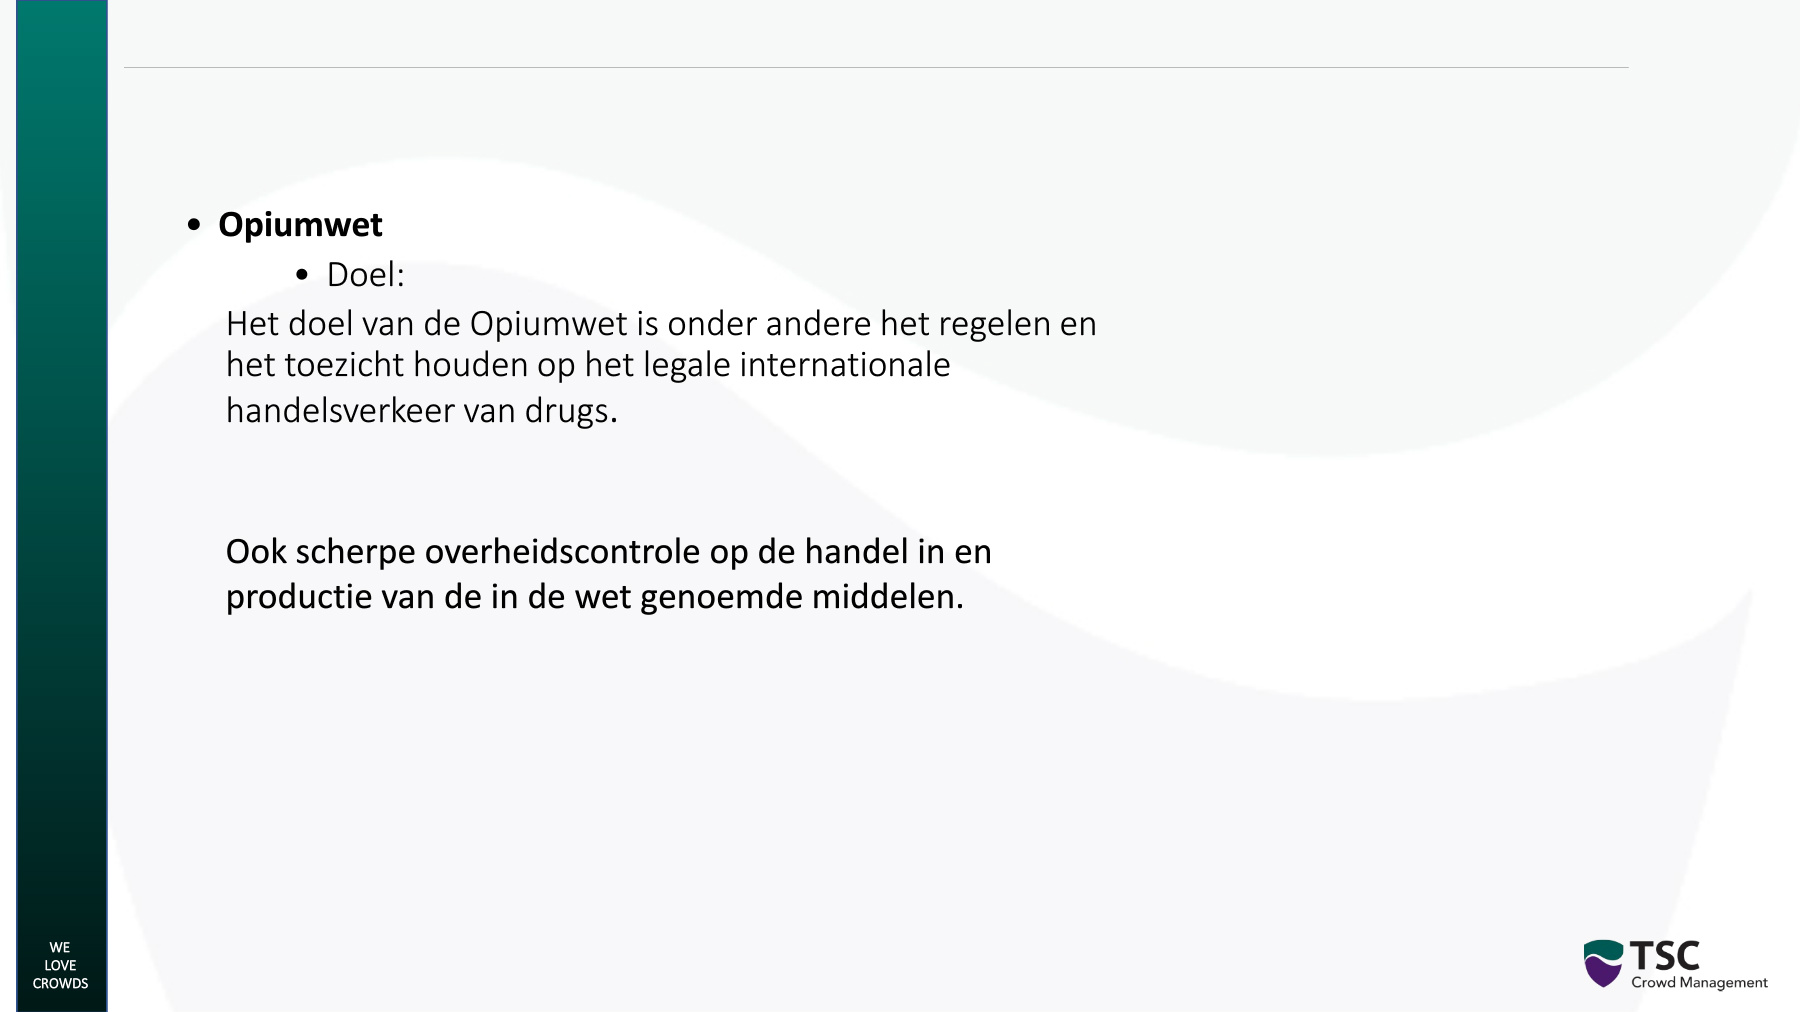 • Opiumwet
• Doel:
Het doel van de Opiumwet is onder andere het regelen en
het toezicht houden op het legale internationale
handelsverkeer van drugs.
Ook scherpe overheidscontrole op de handel in en
productie van de in de wet genoemde middelen.
WE
LOVE
CROWDS
TSC
Crowd Management